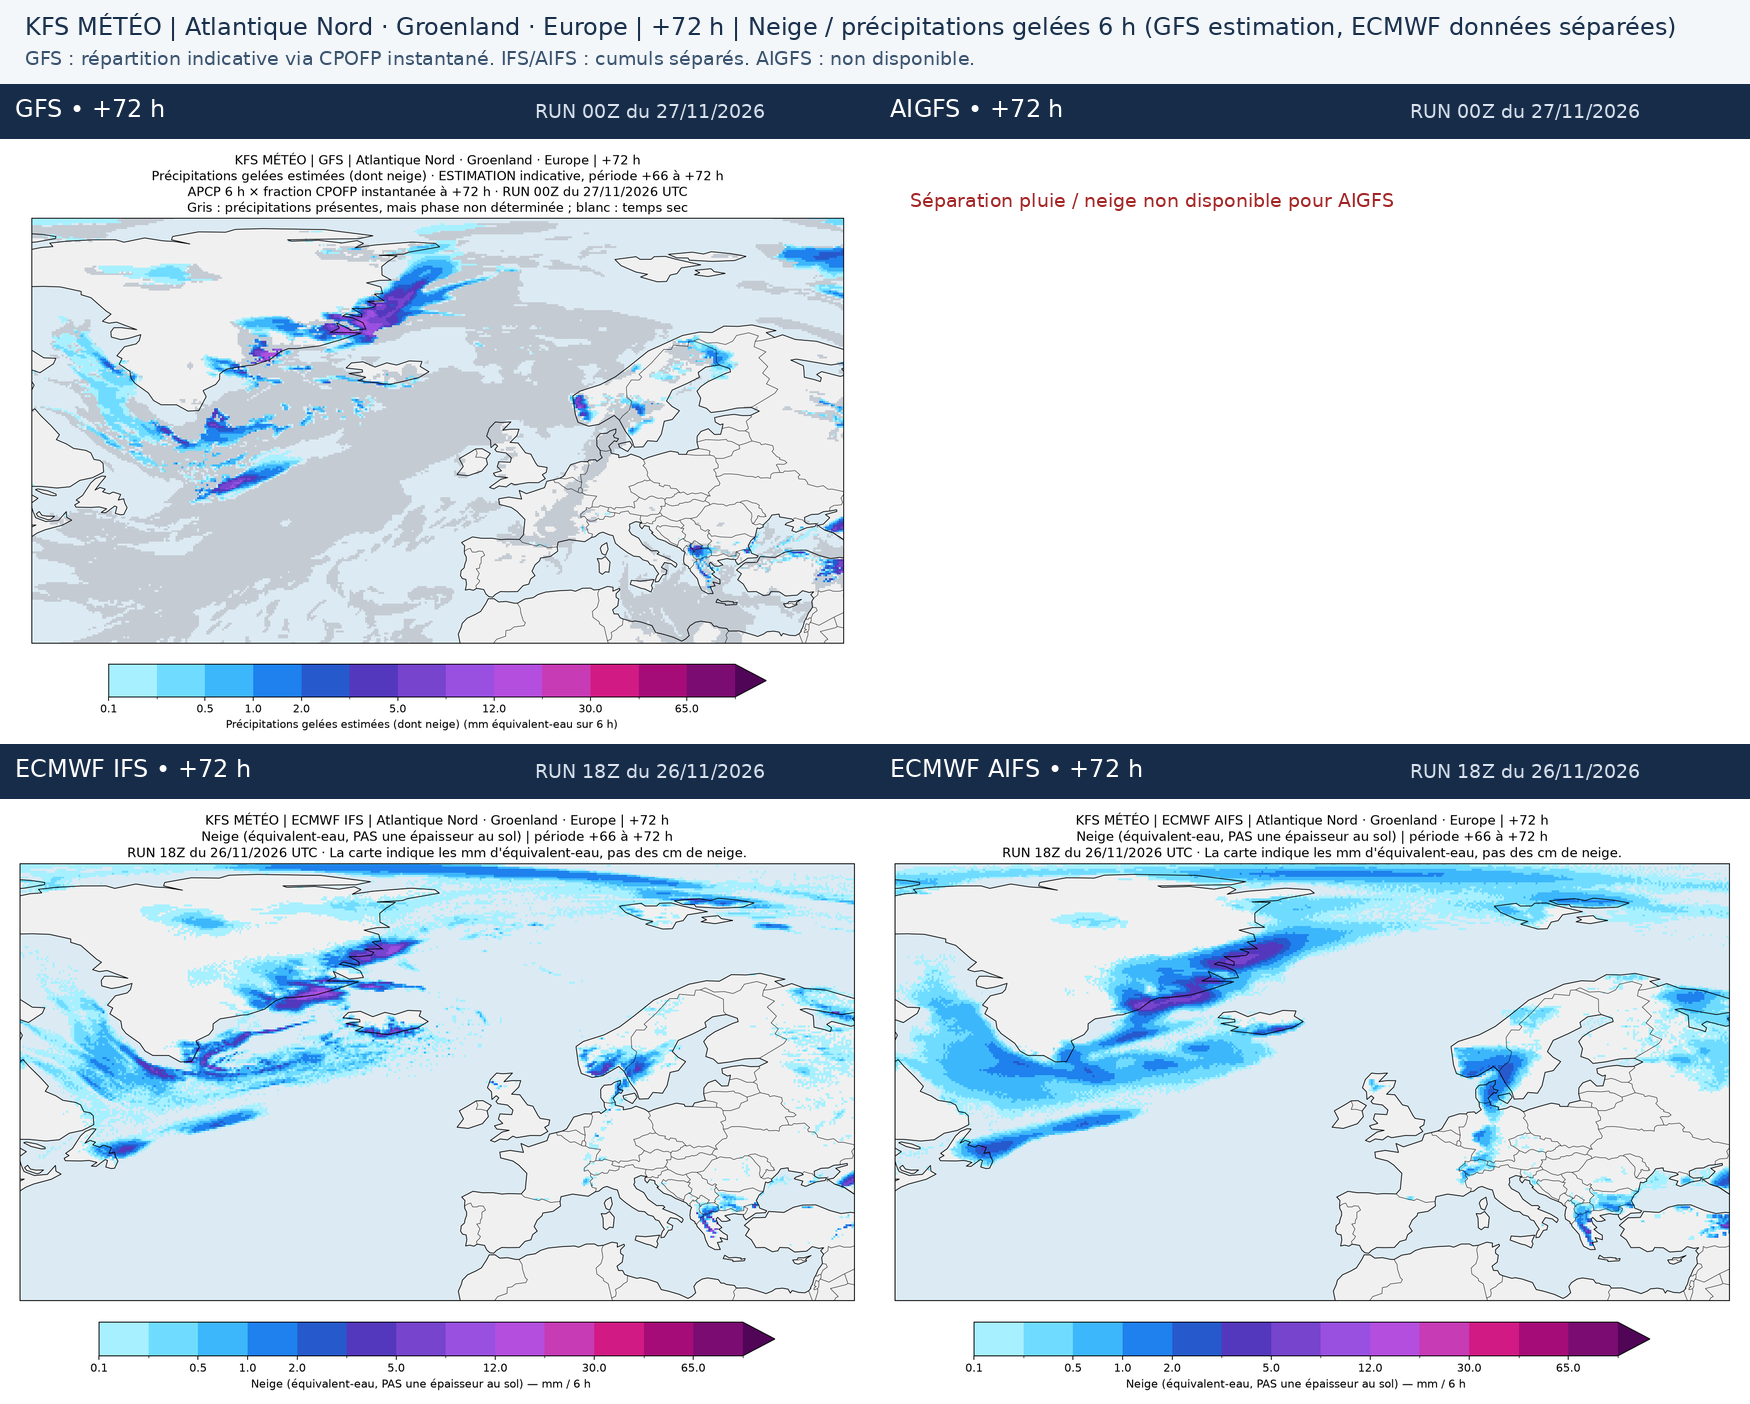 KFS MÉTÉO | Atlantique Nord · Groenland · Europe | +72 h | Neige / précipitations gelées 6 h (GFS estimation, ECMWF données séparées)
GFS : répartition indicative via CPOFP instantané. IFS/AIFS : cumuls séparés. AIGFS : non disponible.
GFS • +72 h
RUN 00Z du 27/11/2026
KFS MÉTÉO | GFS | Atlantique Nord · Groenland · Europe | +72 h
Précipitations gelées estimées (dont neige) · ESTIMATION indicative, période +66 à +72 h
APCP 6 h × fraction CPOFP instantanée à +72 h · RUN 00Z du 27/11/2026 UTC
Gris : précipitations présentes, mais phase non déterminée ; blanc : temps sec
0.1 0.5 1.0 2.0 5.0 12.0 30.0 65.0
Précipitations gelées estimées (dont neige) (mm équivalent-eau sur 6 h)
AIGFS • +72 h
RUN 00Z du 27/11/2026
Séparation pluie / neige non disponible pour AIGFS
ECMWF IFS • +72 h
RUN 18Z du 26/11/2026
KFS MÉTÉO | ECMWF IFS | Atlantique Nord · Groenland · Europe | +72 h
Neige (équivalent-eau, PAS une épaisseur au sol) | période +66 à +72 h
RUN 18Z du 26/11/2026 UTC · La carte indique les mm d'équivalent-eau, pas des cm de neige.
0.1 0.5 1.0 2.0 5.0 12.0 30.0 65.0
Neige (équivalent-eau, PAS une épaisseur au sol) — mm / 6 h
ECMWF AIFS • +72 h
RUN 18Z du 26/11/2026
KFS MÉTÉO | ECMWF AIFS | Atlantique Nord · Groenland · Europe | +72 h
Neige (équivalent-eau, PAS une épaisseur au sol) | période +66 à +72 h
RUN 18Z du 26/11/2026 UTC · La carte indique les mm d'équivalent-eau, pas des cm de neige.
0.1 0.5 1.0 2.0 5.0 12.0 30.0 65.0
Neige (équivalent-eau, PAS une épaisseur au sol) — mm / 6 h